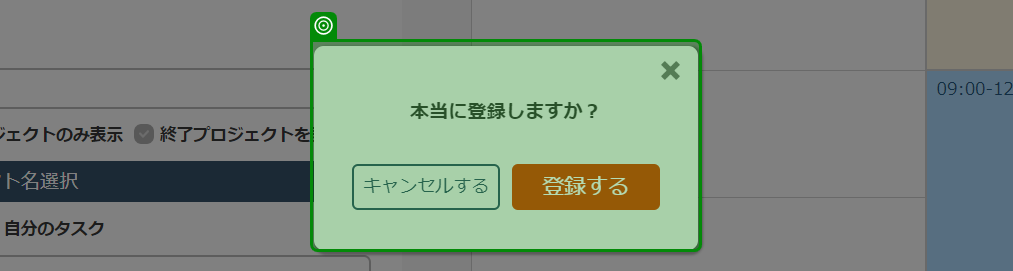 本当に登録しますか？
ジェクトのみ表示 終了プロジェクトを
ト名選択
自分のタスク
キャンセルする 登録する
09:00-12